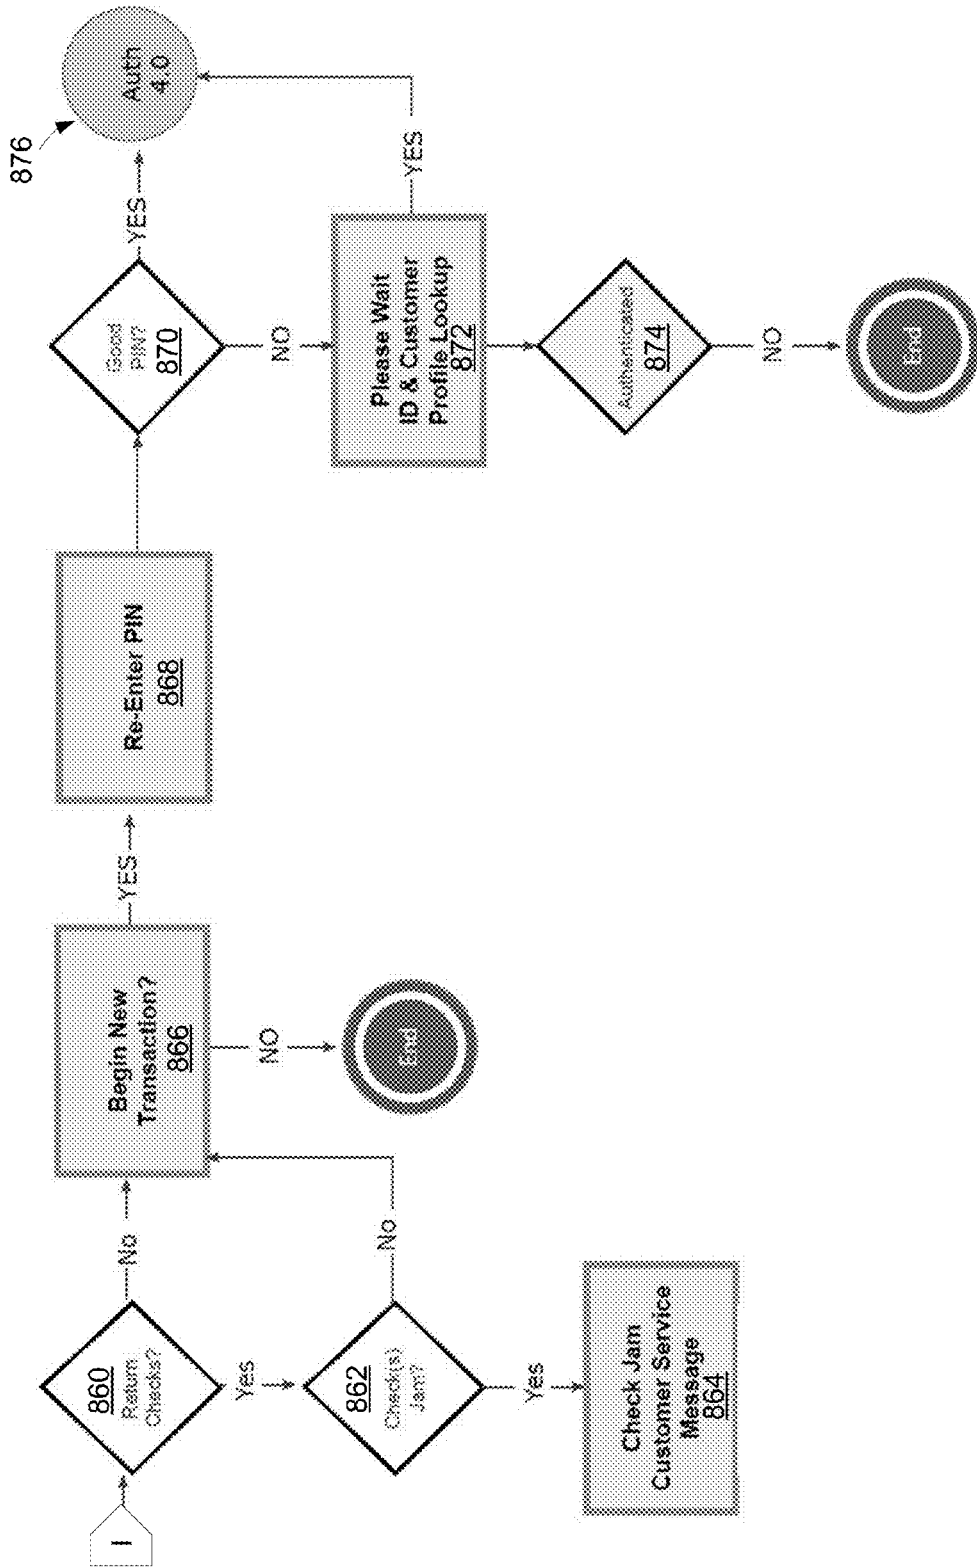 I
860
Return
Checks?
No
Yes
862
Check(s)
Jam?
No
Yes
Check Jam
Customer Service
Message
864
Begin New
Transaction?
866
NO
End
YES
Re-Enter PIN
868
Good
PIN?
870
YES
NO
Please Wait
ID & Customer
Profile Lookup
872
YES
Authenticated
874
NO
End
Auth
4.0
876